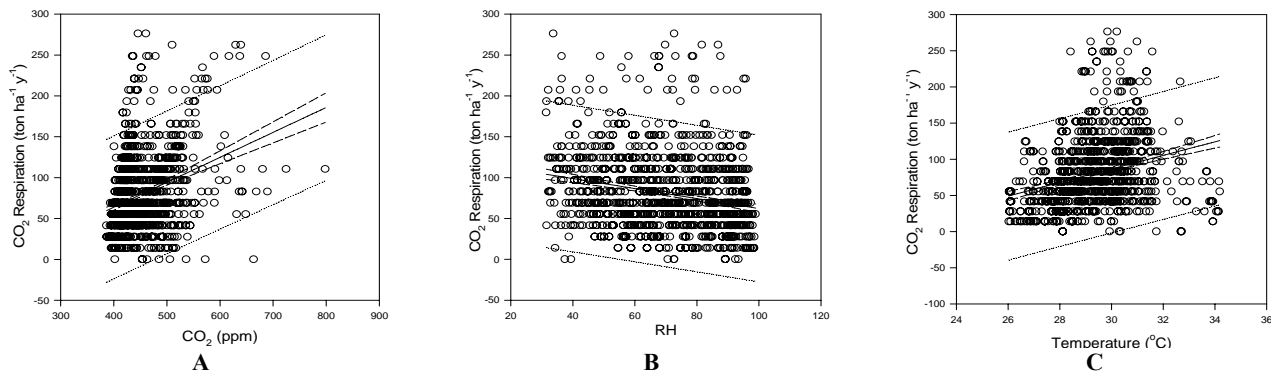 CO₂ Respiration (ton ha⁻¹ y⁻¹)
300
250
200
150
100
50
0
-50
300 400 500 600 700 800 900
CO₂ (ppm)
A
CO₂ Respiration (ton ha⁻¹ y⁻¹)
300
250
200
150
100
50
0
-50
20 40 60 80 100 120
RH
B
CO₂ Respiration (ton ha⁻¹ y⁻¹)
300
250
200
150
100
50
0
-50
-100
24 26 28 30 32 34 36
Temperature (°C)
C